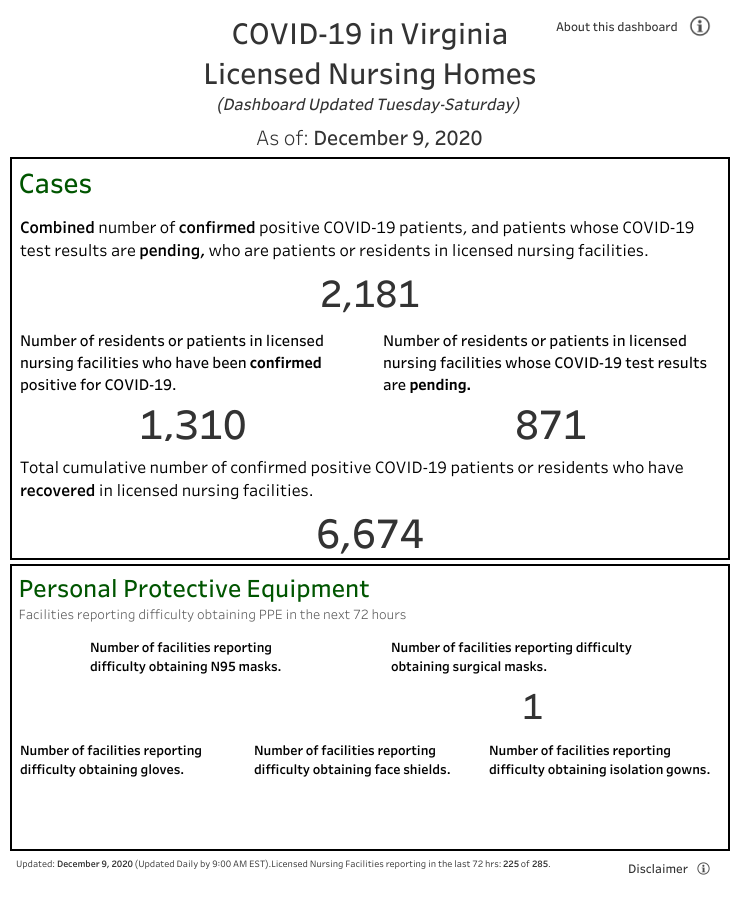 COVID-19 in Virginia
Licensed Nursing Homes
About this dashboard
(Dashboard Updated Tuesday-Saturday)
As of: December 9, 2020
Cases
Combined number of confirmed positive COVID-19 patients, and patients whose COVID-19
test results are pending, who are patients or residents in licensed nursing facilities.
2,181
Number of residents or patients in licensed
nursing facilities who have been confirmed
positive for COVID-19.
1,310
Number of residents or patients in licensed
nursing facilities whose COVID-19 test results
are pending.
871
Total cumulative number of confirmed positive COVID-19 patients or residents who have
recovered in licensed nursing facilities.
6,674
Personal Protective Equipment
Facilities reporting difficulty obtaining PPE in the next 72 hours
Number of facilities reporting
difficulty obtaining N95 masks.
Number of facilities reporting difficulty
obtaining surgical masks.
1
Number of facilities reporting
difficulty obtaining gloves.
Number of facilities reporting
difficulty obtaining face shields.
Number of facilities reporting
difficulty obtaining isolation gowns.
Updated: December 9, 2020 (Updated Daily by 9:00 AM EST).Licensed Nursing Facilities reporting in the last 72 hrs: 225 of 285.
Disclaimer